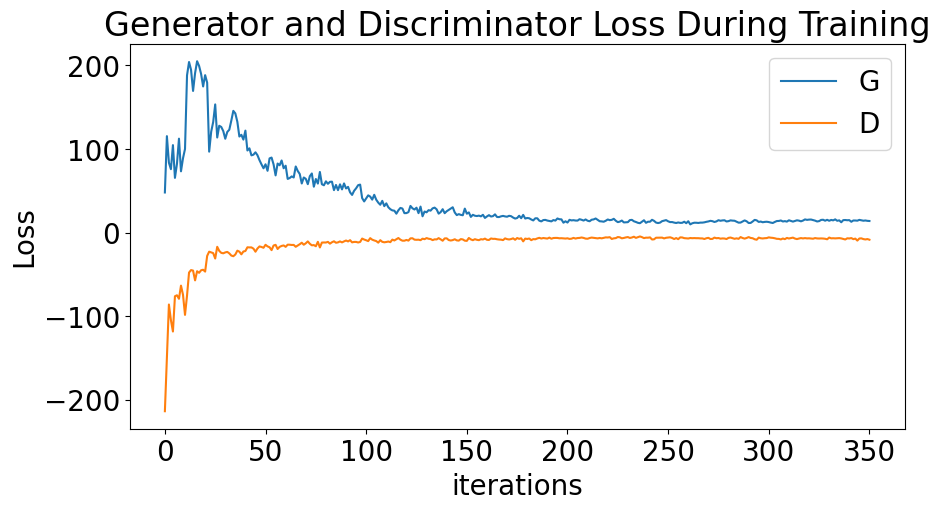 Generator and Discriminator Loss During Training
G
D
Loss
200
100
0
−100
−200
0 50 100 150 200 250 300 350
iterations